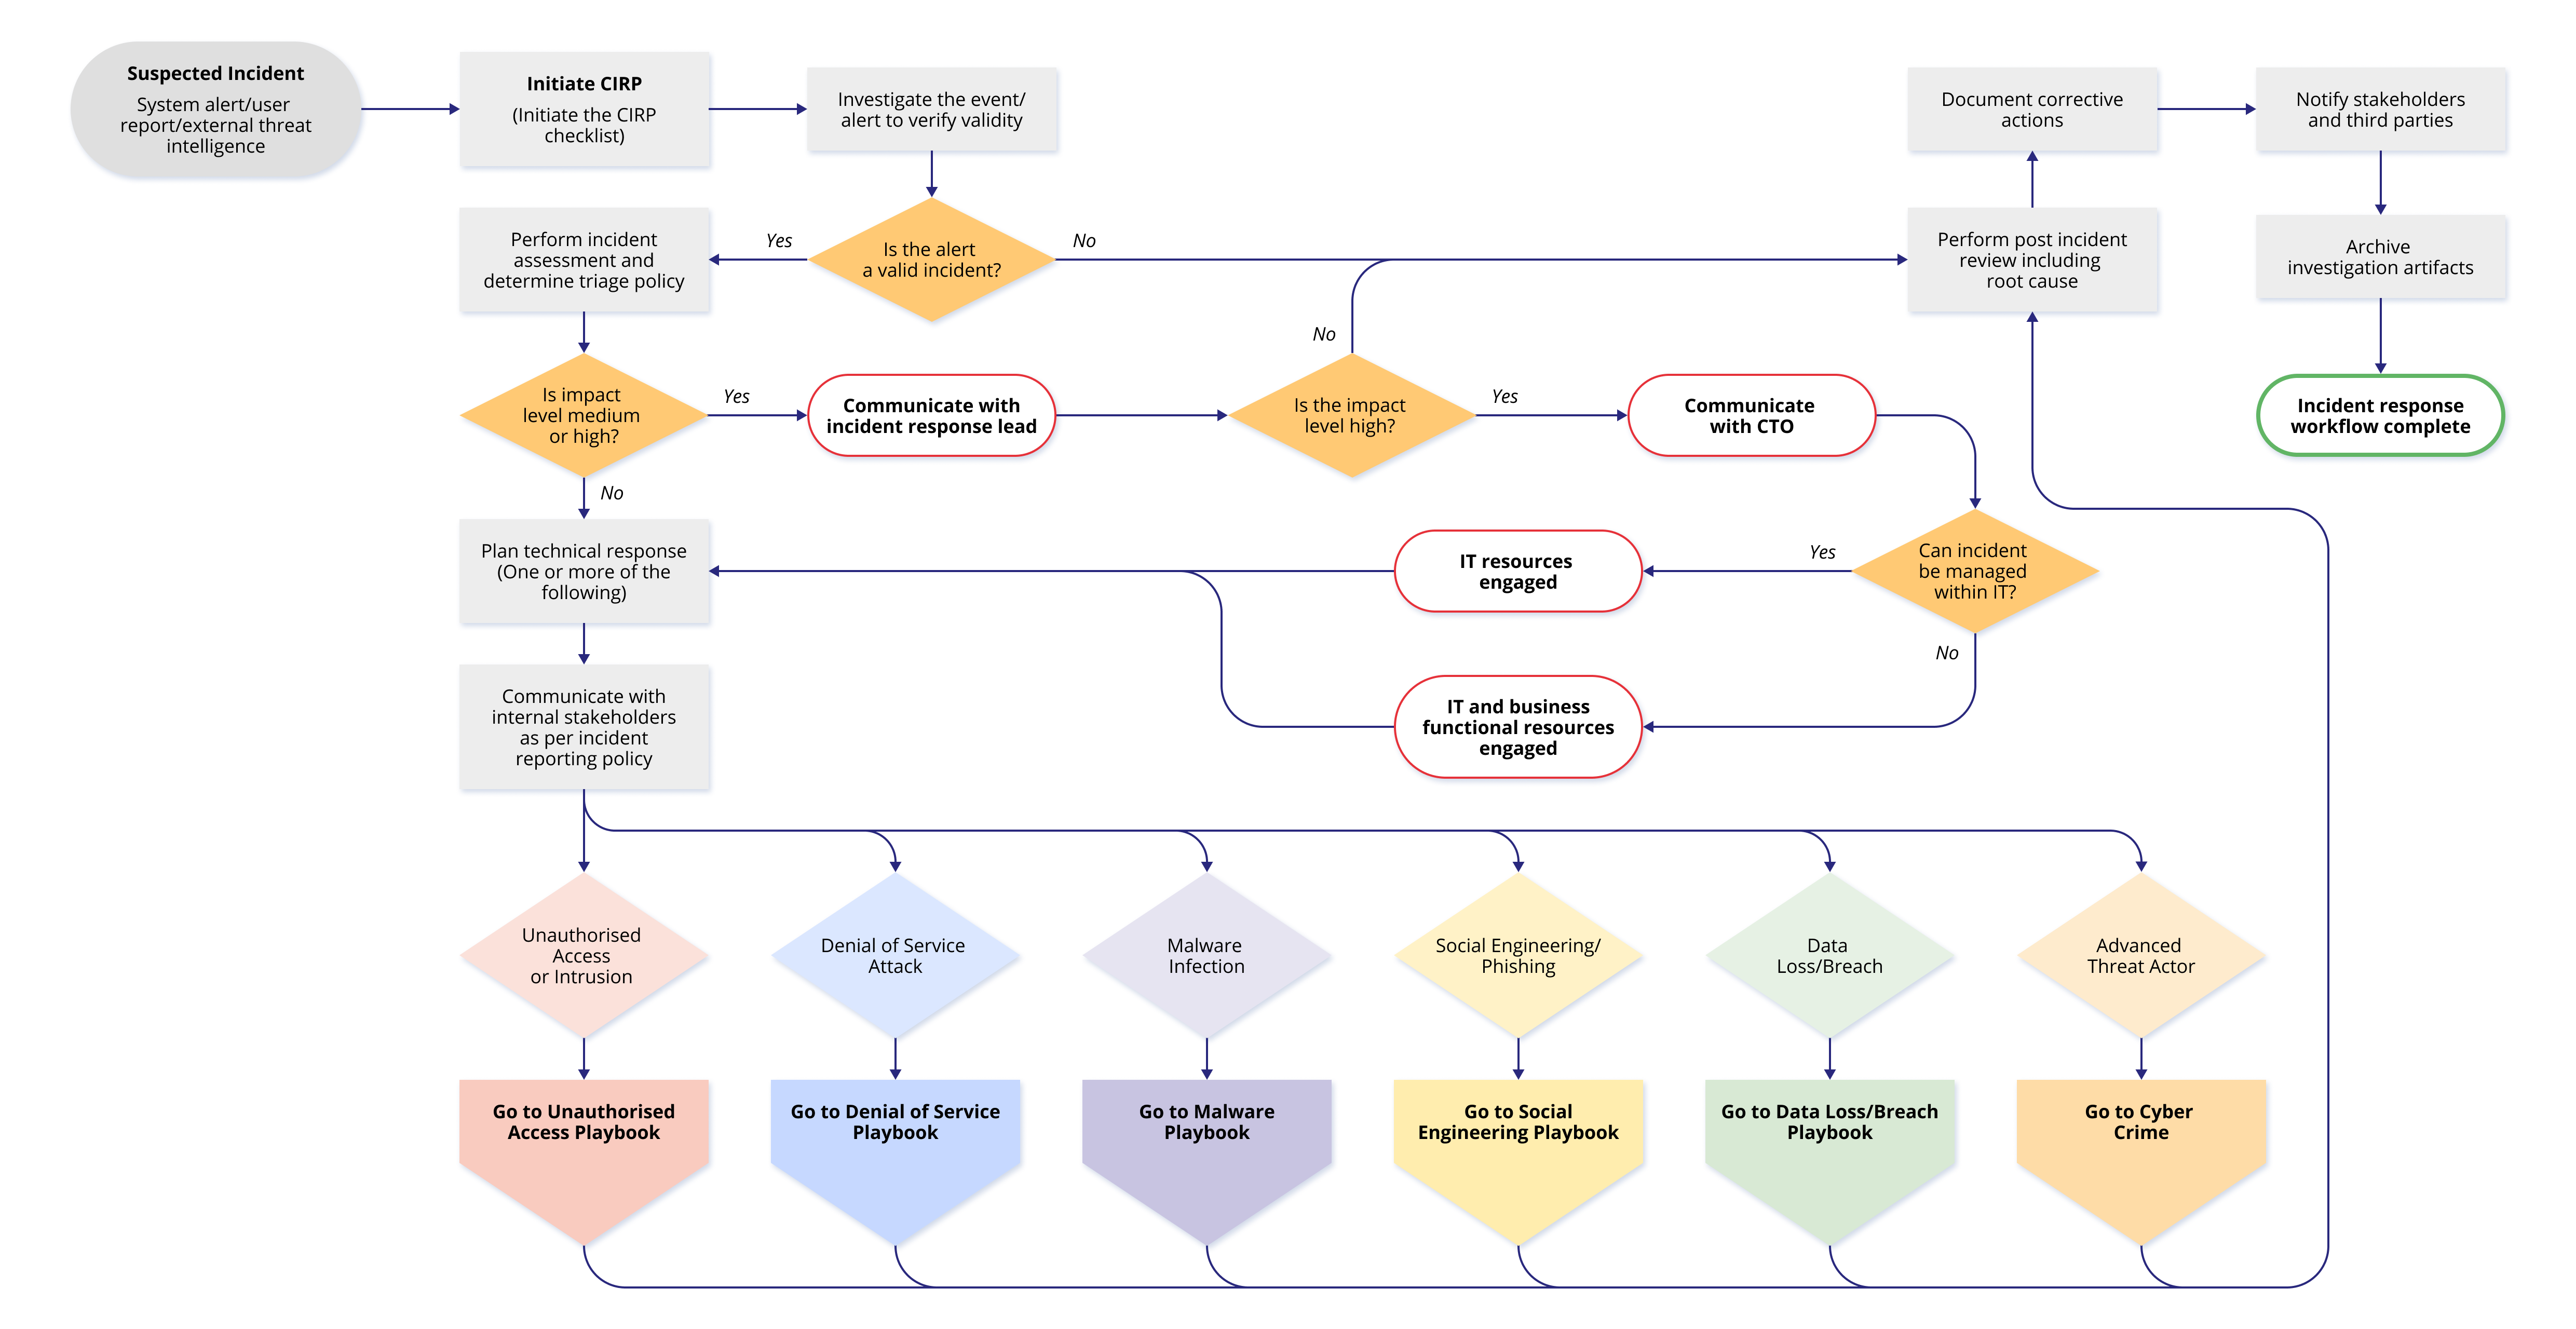 Suspected Incident
System alert/user
report/external threat
intelligence
Initiate CIRP
(Initiate the CIRP
checklist)
Investigate the event/
alert to verify validity
Document corrective
actions
Notify stakeholders
and third parties
Perform incident
assessment and
determine triage policy
Yes
Is the alert
a valid incident?
No
Perform post incident
review including
root cause
Archive
investigation artifacts
No
Is impact
level medium
or high?
Yes
Communicate with
incident response lead
Is the impact
level high?
Yes
Communicate
with CTO
Incident response
workflow complete
No
Plan technical response
(One or more of the
following)
IT resources
engaged
Yes
Can incident
be managed
within IT?
No
Communicate with
internal stakeholders
as per incident
reporting policy
IT and business
functional resources
engaged
Unauthorised
Access
or Intrusion
Denial of Service
Attack
Malware
Infection
Social Engineering/
Phishing
Data
Loss/Breach
Advanced
Threat Actor
Go to Unauthorised
Access Playbook
Go to Denial of Service
Playbook
Go to Malware
Playbook
Go to Social
Engineering Playbook
Go to Data Loss/Breach
Playbook
Go to Cyber
Crime